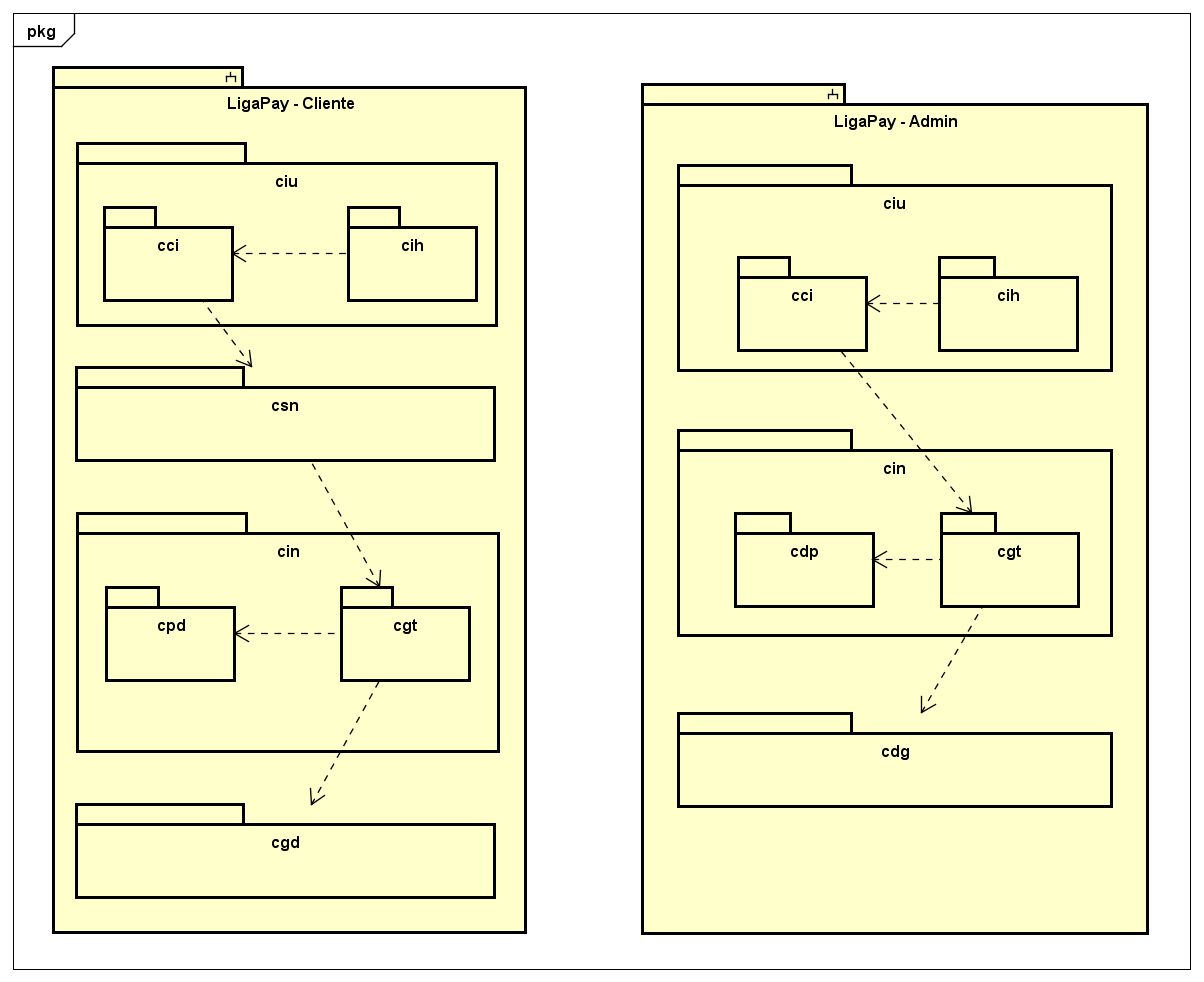 pkg
LigaPay - Cliente
ciu
cci
cih
csn
cin
cpd
cgt
cgd
LigaPay - Admin
ciu
cci
cih
cin
cdp
cgt
cdg